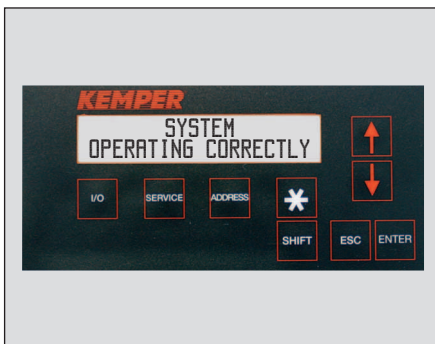 KEMPER
SYSTEM
OPERATING CORRECTLY
I/O SERVICE ADDRESS *
SHIFT ESC ENTER